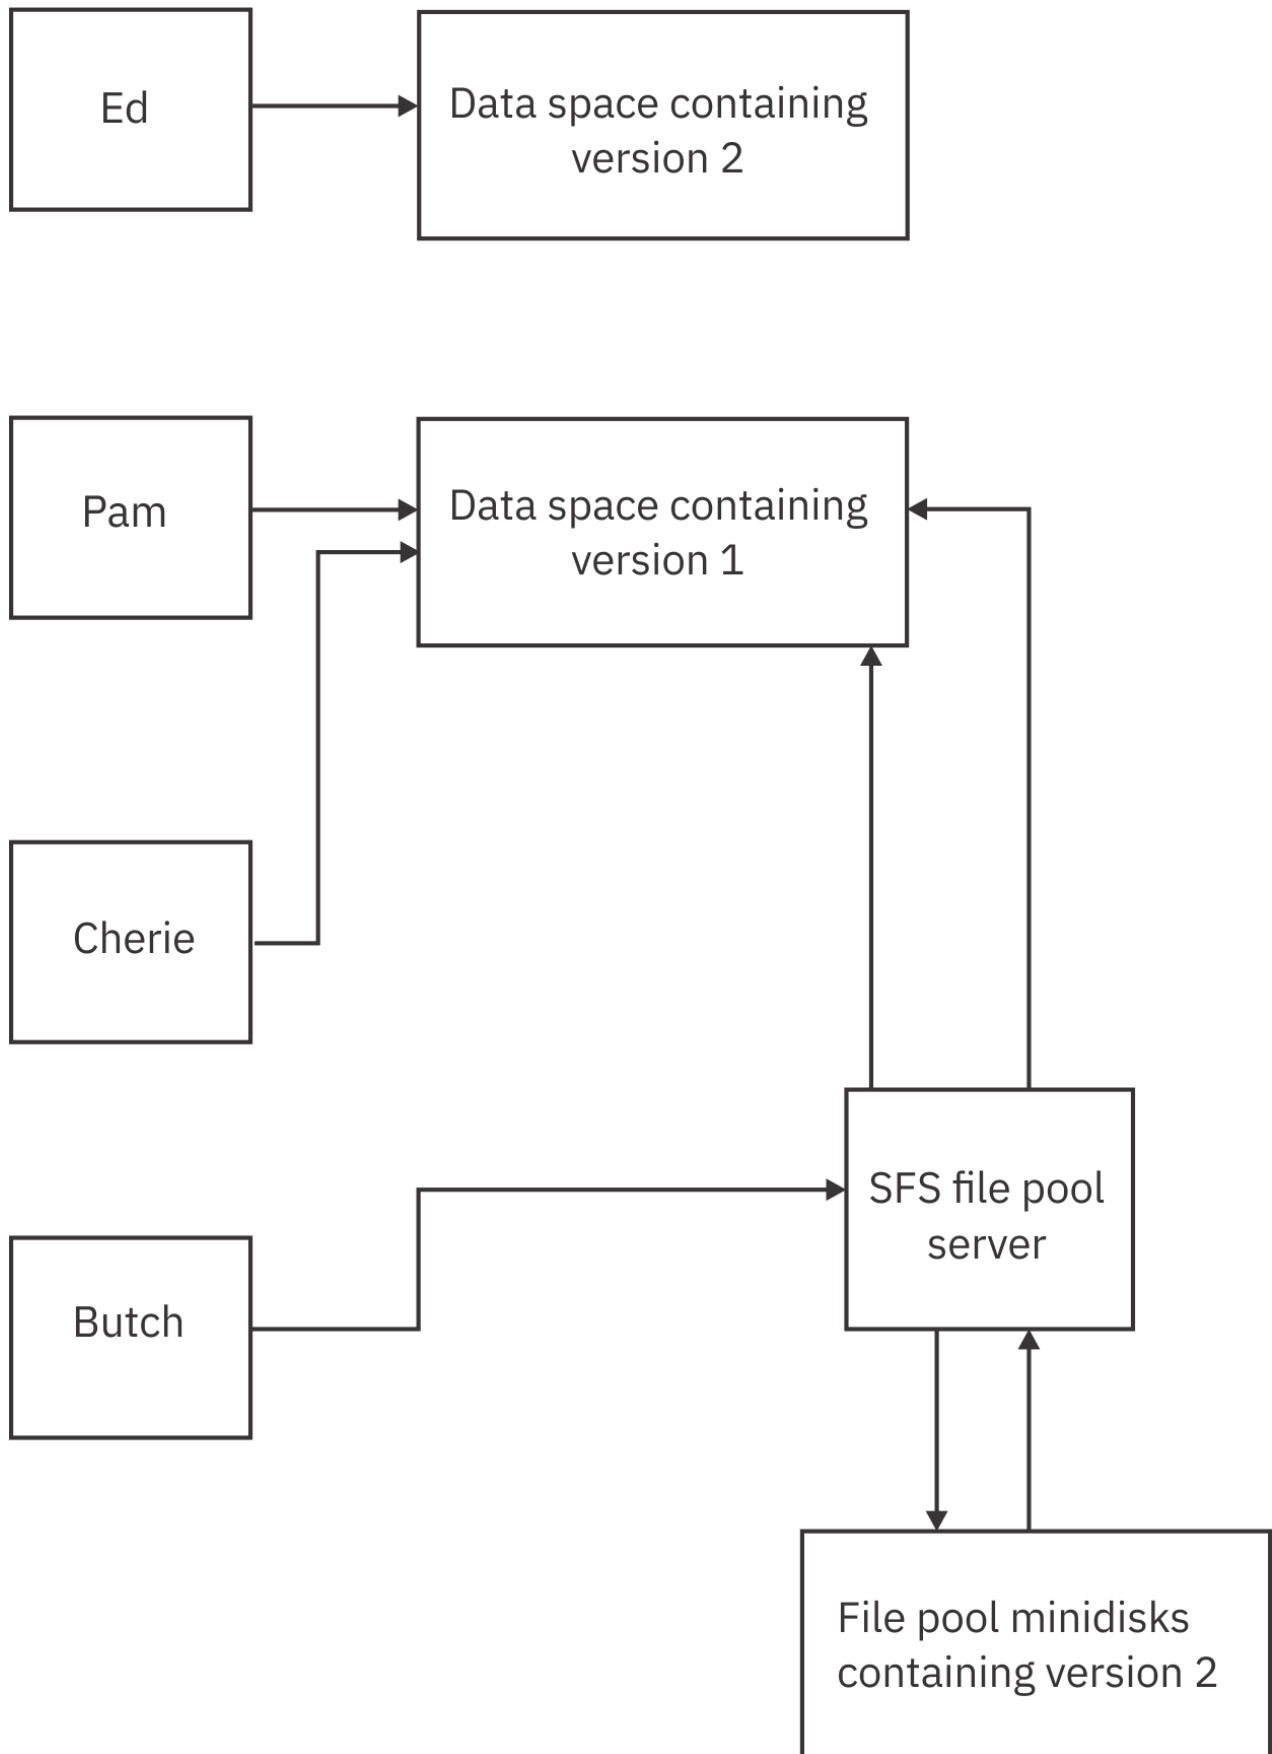 Ed
Data space containing
version 2
Pam
Data space containing
version 1
Cherie
SFS file pool
server
Butch
File pool minidisks
containing version 2